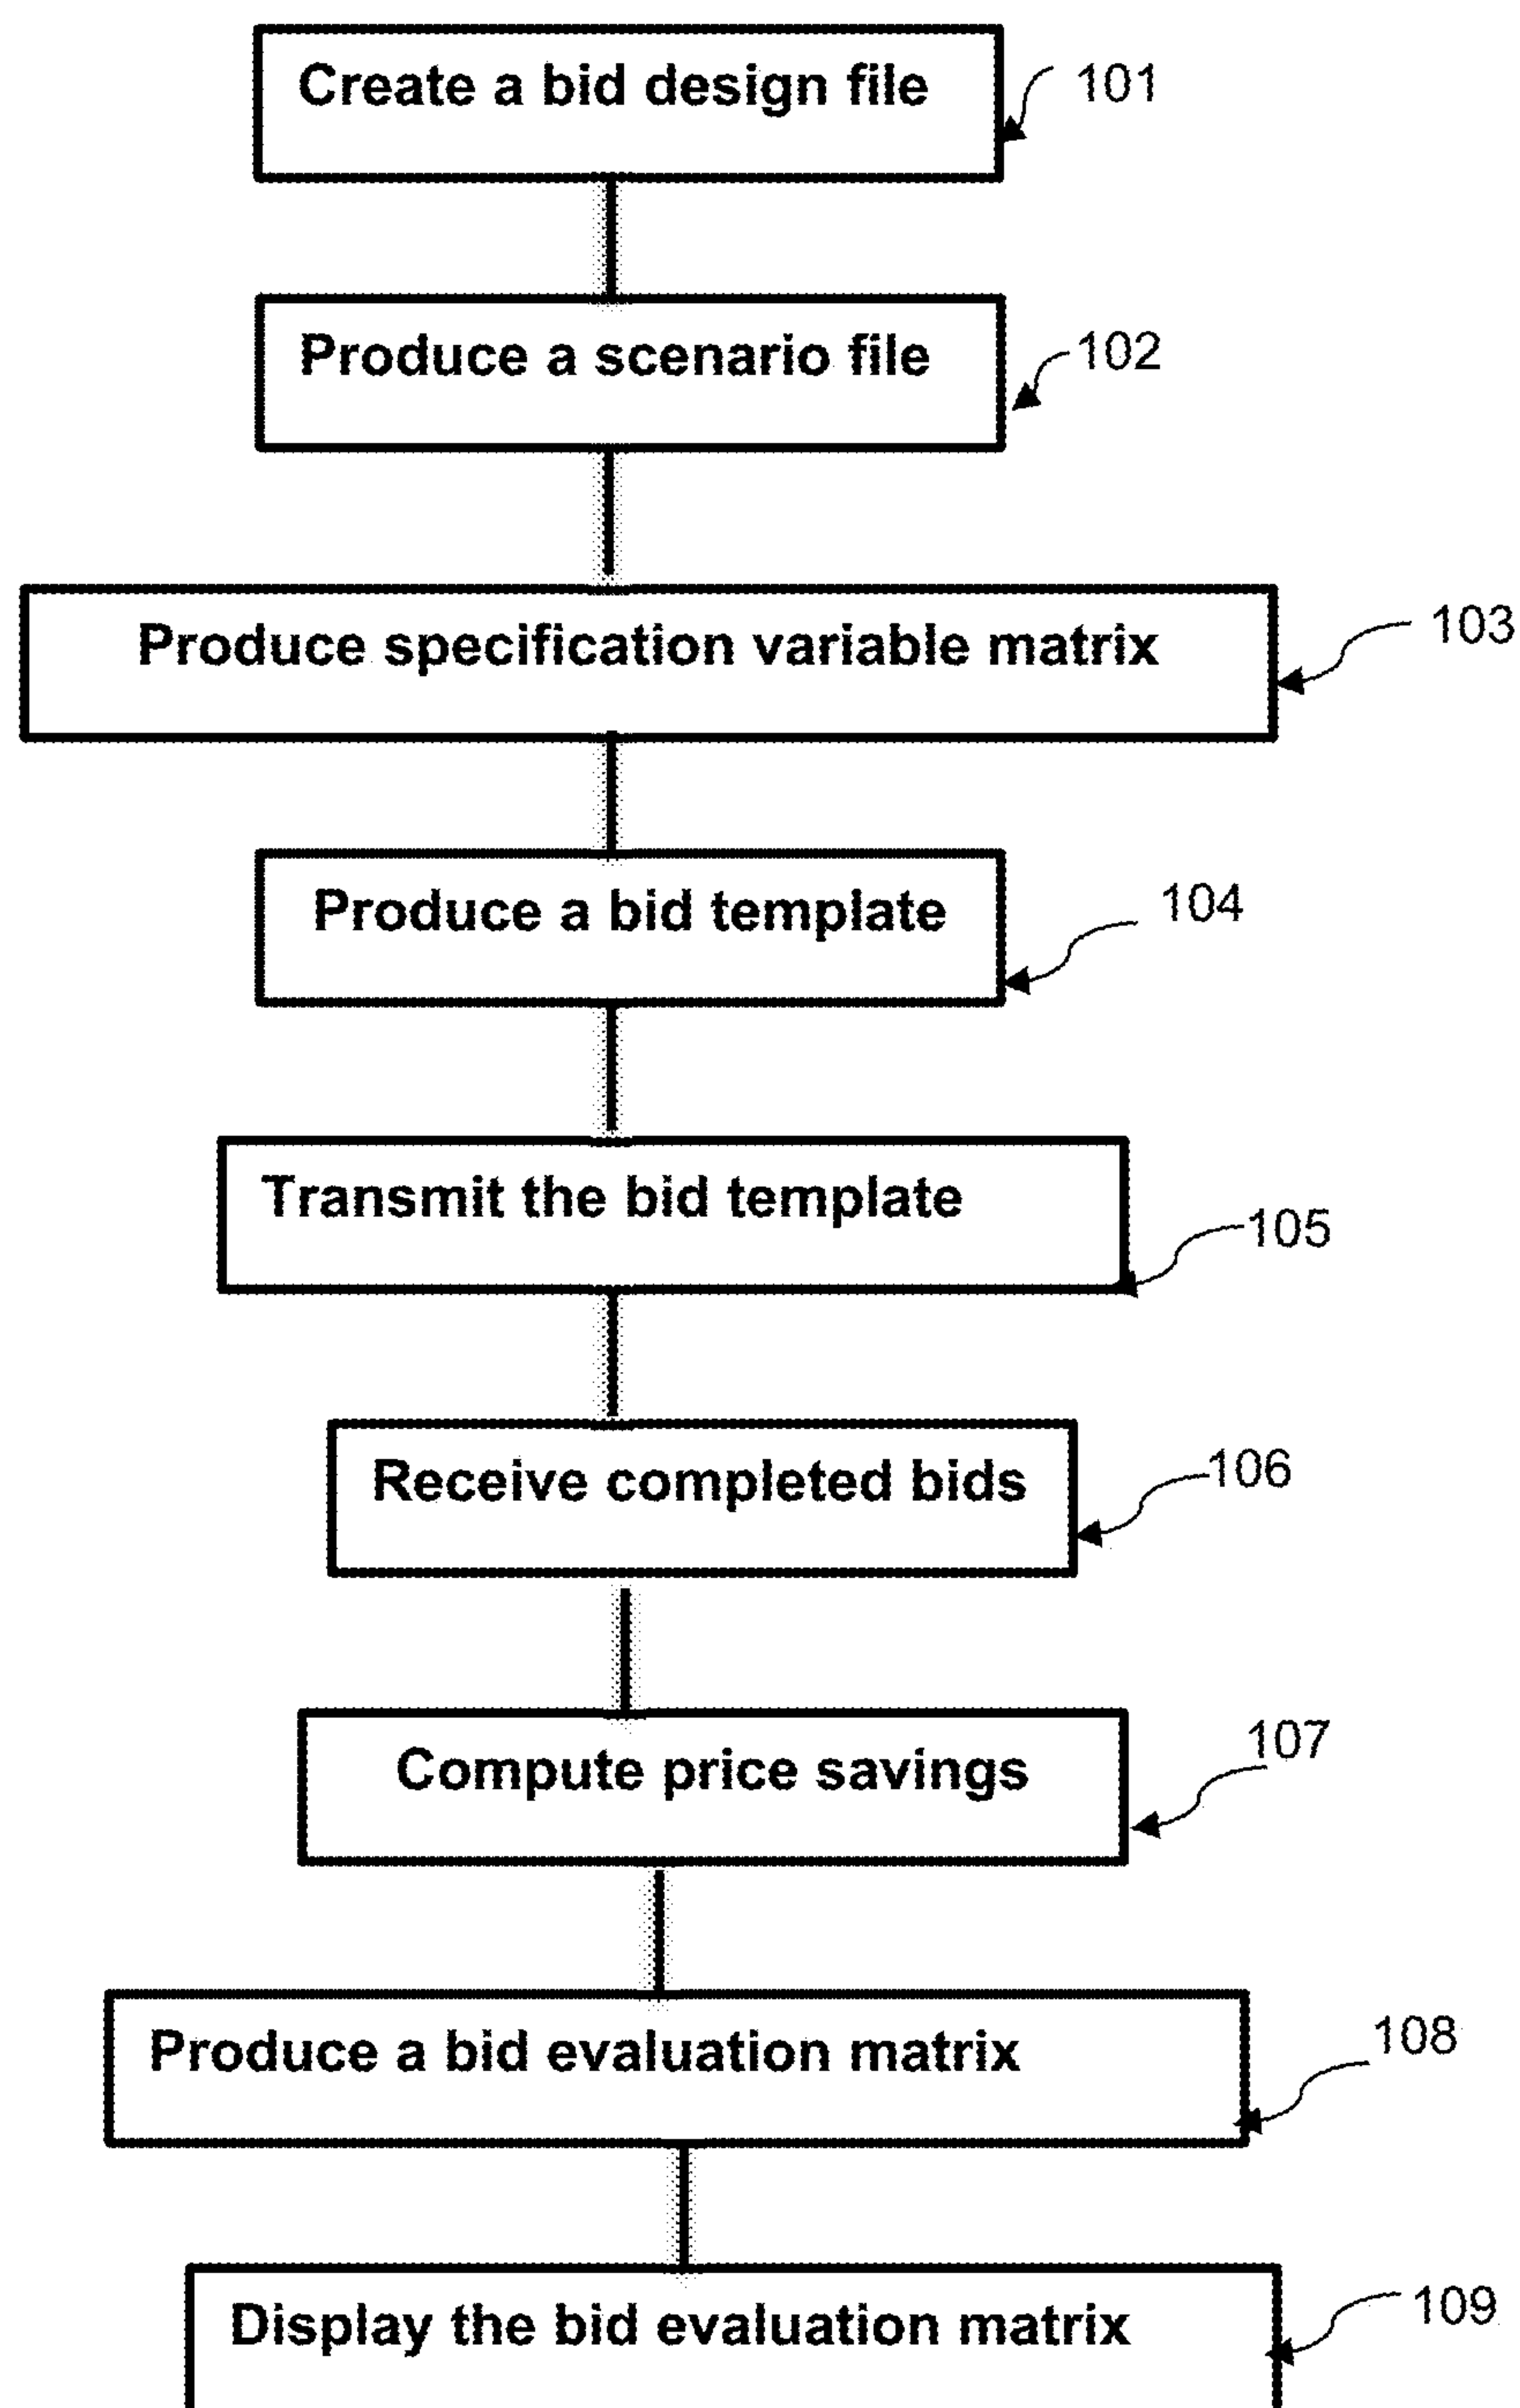 Create a bid design file
101
Produce a scenario file
102
Produce specification variable matrix
103
Produce a bid template
104
Transmit the bid template
105
Receive completed bids
106
Compute price savings
107
Produce a bid evaluation matrix
108
Display the bid evaluation matrix
109